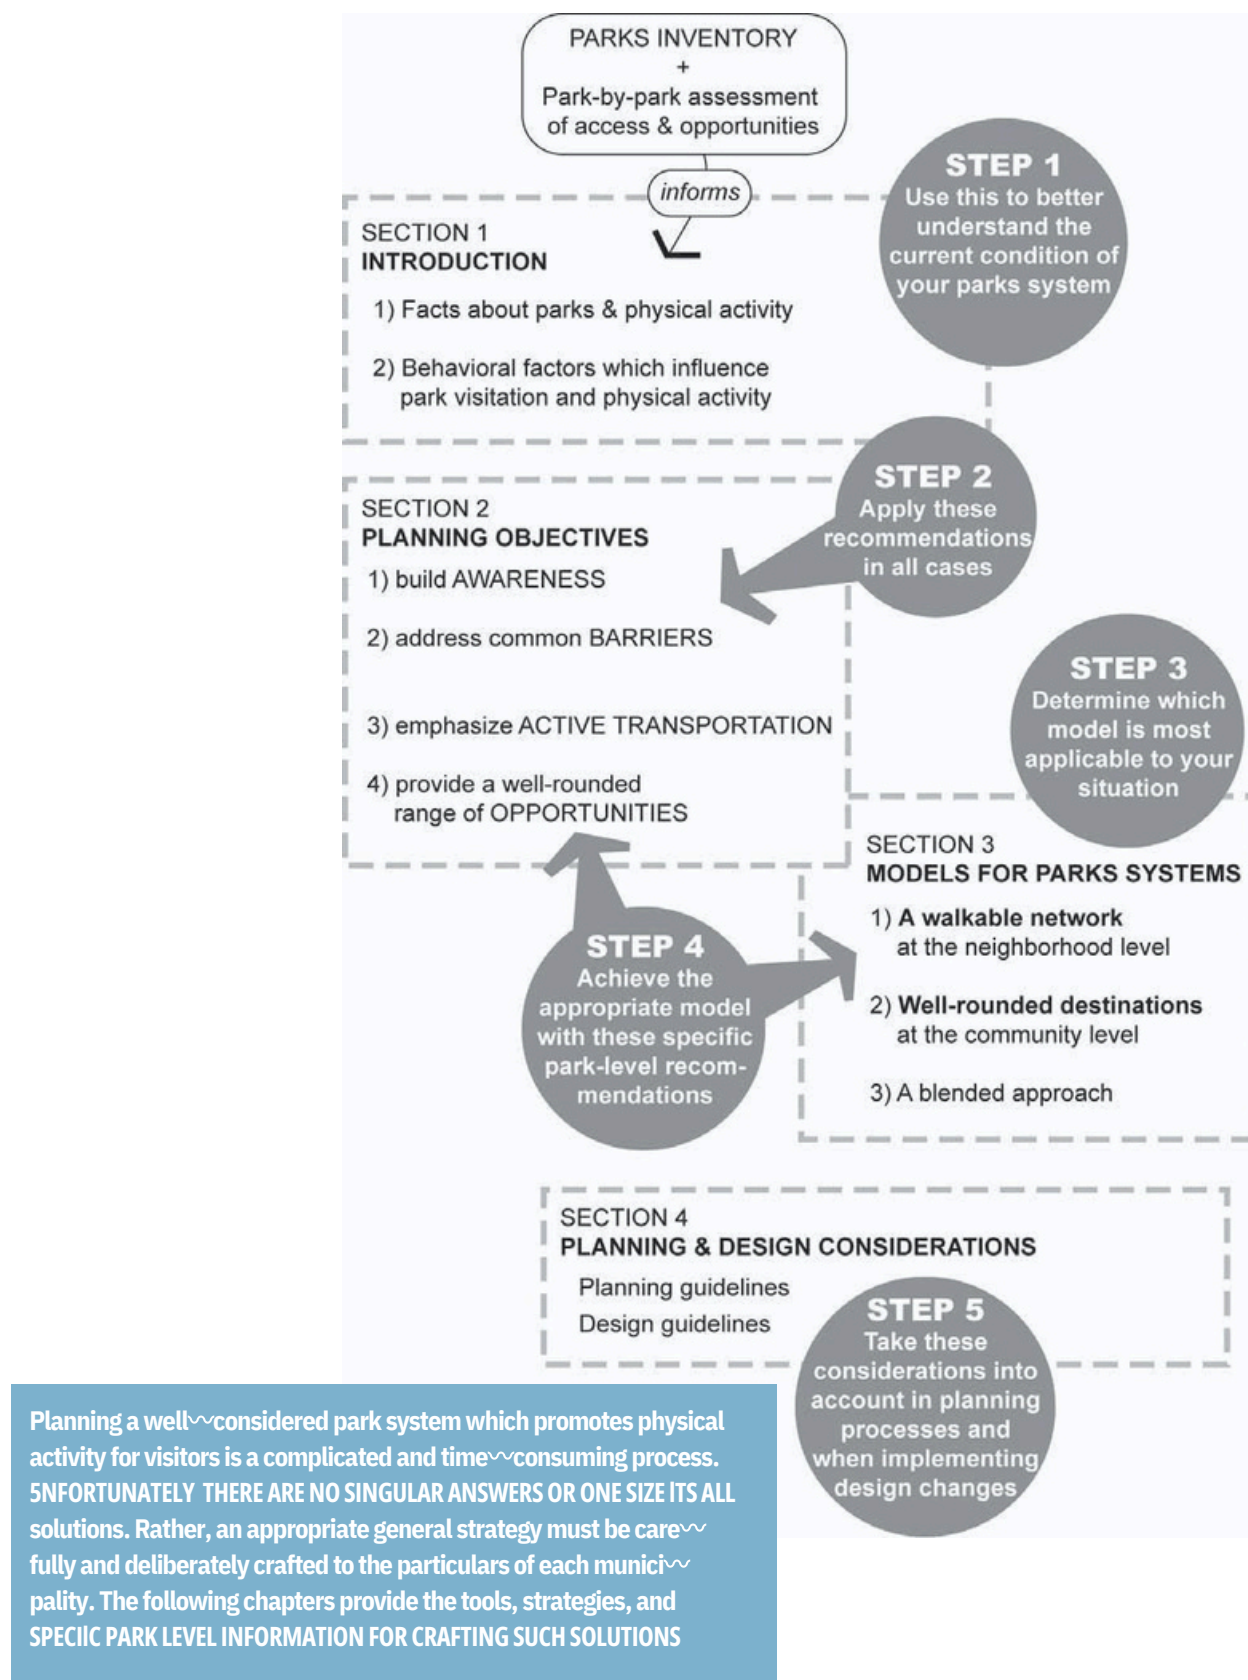 PARKS INVENTORY
+
Park-by-park assessment
of access & opportunities
informs
STEP 1
Use this to better
understand the
current condition of
your parks system
SECTION 1
INTRODUCTION
1) Facts about parks & physical activity
2) Behavioral factors which influence
park visitation and physical activity
STEP 2
Apply these
recommendations
in all cases
SECTION 2
PLANNING OBJECTIVES
1) build AWARENESS
2) address common BARRIERS
3) emphasize ACTIVE TRANSPORTATION
4) provide a well-rounded
range of OPPORTUNITIES
STEP 3
Determine which
model is most
applicable to your
situation
SECTION 3
MODELS FOR PARKS SYSTEMS
1) A walkable network
at the neighborhood level
2) Well-rounded destinations
at the community level
3) A blended approach
STEP 4
Achieve the
appropriate model
with these specific
park-level recom-
mendations
SECTION 4
PLANNING & DESIGN CONSIDERATIONS
Planning guidelines
Design guidelines
STEP 5
Take these
considerations into
account in planning
processes and
when implementing
design changes
Planning a well〰considered park system which promotes physical
activity for visitors is a complicated and time〰consuming process.
5NFORTUNATELY THERE ARE NO SINGULAR ANSWERS OR ONE SIZE lTS ALL
solutions. Rather, an appropriate general strategy must be care〰
fully and deliberately crafted to the particulars of each munici〰
pality. The following chapters provide the tools, strategies, and
SPECIlC PARK LEVEL INFORMATION FOR CRAFTING SUCH SOLUTIONS